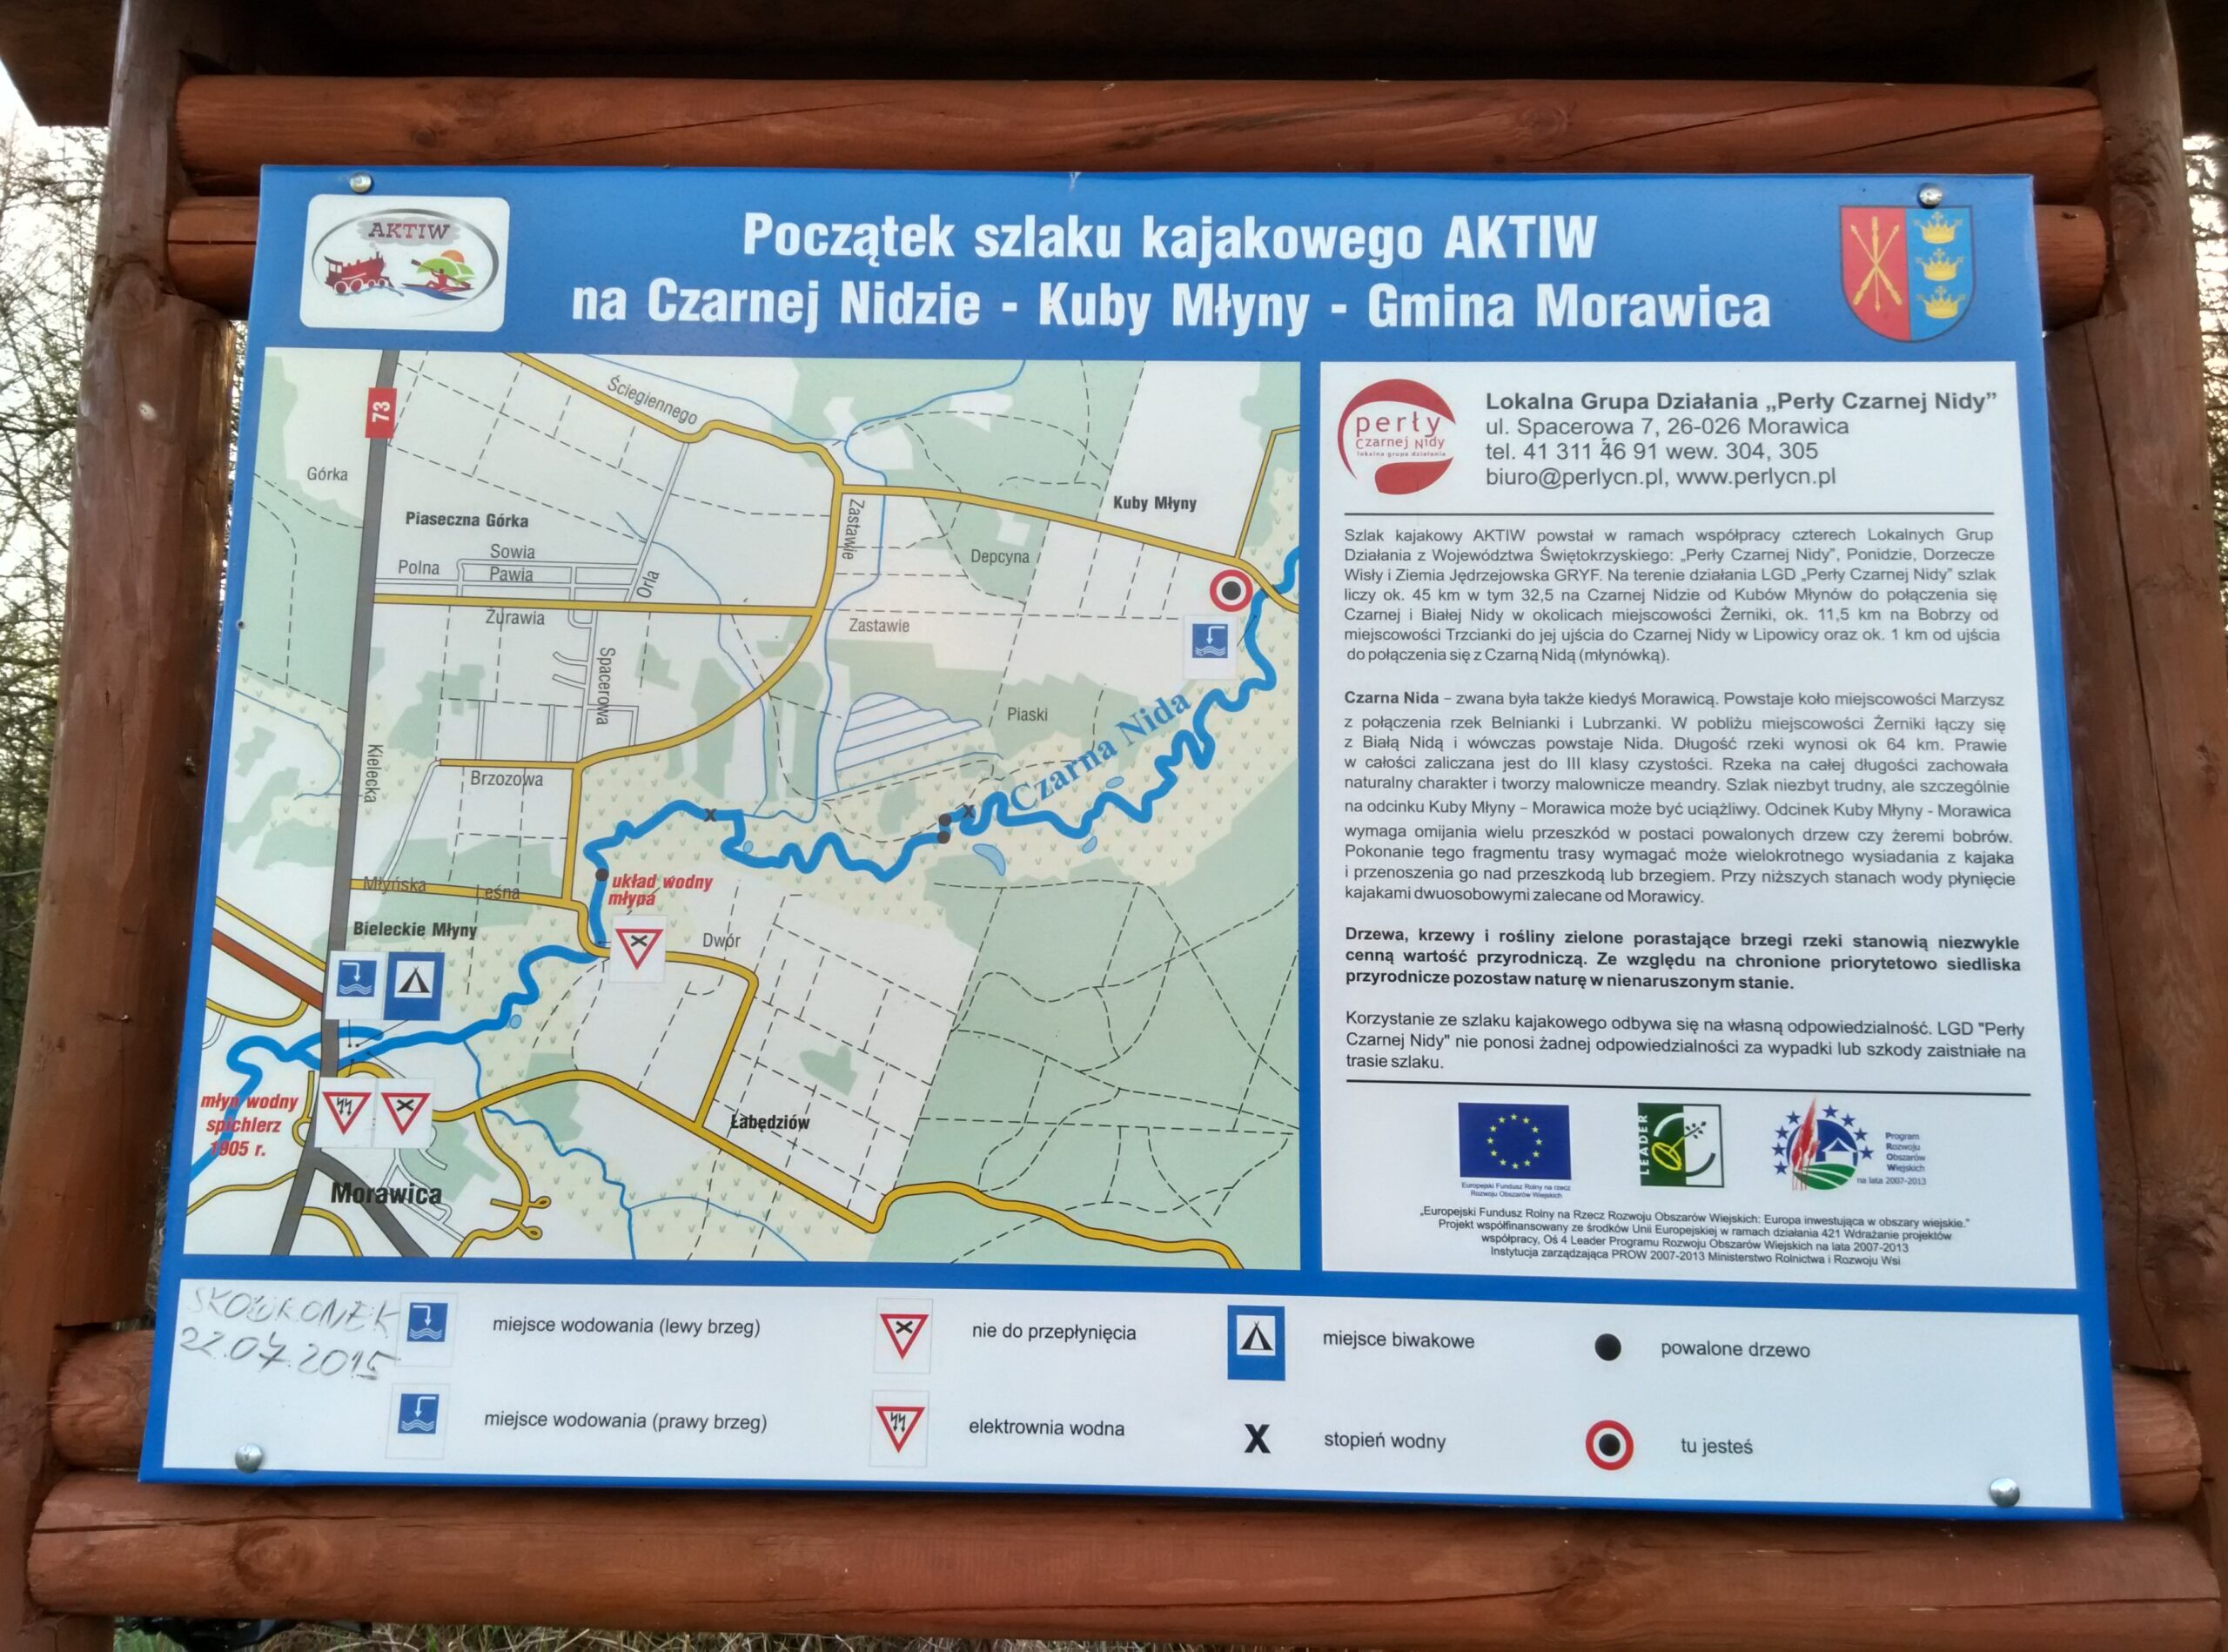 AKTIW
Początek szlaku kajakowego AKTIW
na Czarnej Nidzie - Kuby Młyny - Gmina Morawica
73
Ściegiennego
Górka
Piaseczna Górka
Sowia
Polna
Pawia
Orla
Żurawia
Spacerowa
Zastawie
Zastawie
Depcyna
Kuby Młyny
Piaski
Czarna Nida
Kielecka
Brzozowa
Młyńska
Leśna
układ wodny
młypa
Bieleckie Młyny
Dwór
młyn wodny
spichlerz
1905 r.
Łabędziów
Morawica
perły
Czarnej Nidy
lokalna grupa działania
Lokalna Grupa Działania „Perły Czarnej Nidy”
ul. Spacerowa 7, 26-026 Morawica
tel. 41 311 46 91 wew. 304, 305
biuro@perlycn.pl, www.perlycn.pl
Szlak kajakowy AKTIW powstał w ramach współpracy czterech Lokalnych Grup
Działania z Województwa Świętokrzyskiego: „Perły Czarnej Nidy”, Ponidzie, Dorzecze
Wisły i Ziemia Jędrzejowska GRYF. Na terenie działania LGD „Perły Czarnej Nidy” szlak
liczy ok. 45 km w tym 32,5 na Czarnej Nidzie od Kubów Młynów do połączenia się
Czarnej i Białej Nidy w okolicach miejscowości Żerniki, ok. 11,5 km na Bobrzy od
miejscowości Trzcianki do jej ujścia do Czarnej Nidy w Lipowicy oraz ok. 1 km od ujścia
do połączenia się z Czarną Nidą (młynówką).
Czarna Nida – zwana była także kiedyś Morawicą. Powstaje koło miejscowości Marzysz
z połączenia rzek Belnianki i Lubrzanki. W pobliżu miejscowości Żerniki łączy się
z Białą Nidą i wówczas powstaje Nida. Długość rzeki wynosi ok 64 km. Prawie
w całości zaliczana jest do III klasy czystości. Rzeka na całej długości zachowała
naturalny charakter i tworzy malownicze meandry. Szlak niezbyt trudny, ale szczególnie
na odcinku Kuby Młyny – Morawica może być uciążliwy. Odcinek Kuby Młyny - Morawica
wymaga omijania wielu przeszkód w postaci powalonych drzew czy żeremi bobrów.
Pokonanie tego fragmentu trasy wymagać może wielokrotnego wysiadania z kajaka
i przenoszenia go nad przeszkodą lub brzegiem. Przy niższych stanach wody płynięcie
kajakami dwuosobowymi zalecane od Morawicy.
Drzewa, krzewy i rośliny zielone porastające brzegi rzeki stanowią niezwykle
cenną wartość przyrodniczą. Ze względu na chronione priorytetowo siedliska
przyrodnicze pozostaw naturę w nienaruszonym stanie.
Korzystanie ze szlaku kajakowego odbywa się na własną odpowiedzialność. LGD "Perły
Czarnej Nidy" nie ponosi żadnej odpowiedzialności za wypadki lub szkody zaistniałe na
trasie szlaku.
Europejski Fundusz Rolny na rzecz
Rozwoju Obszarów Wiejskich
LEADER
Program
Rozwoju
Obszarów
Wiejskich
na lata 2007-2013
„Europejski Fundusz Rolny na Rzecz Rozwoju Obszarów Wiejskich: Europa inwestująca w obszary wiejskie.”
Projekt współfinansowany ze środków Unii Europejskiej w ramach działania 421 Wdrażanie projektów
współpracy, Oś 4 Leader Programu Rozwoju Obszarów Wiejskich na lata 2007-2013
Instytucja zarządzająca PROW 2007-2013 Ministerstwo Rolnictwa i Rozwoju Wsi
SKOWRONEK
22.07.2015
miejsce wodowania (lewy brzeg)
nie do przepłynięcia
miejsce biwakowe
powalone drzewo
miejsce wodowania (prawy brzeg)
elektrownia wodna
X stopień wodny
tu jesteś